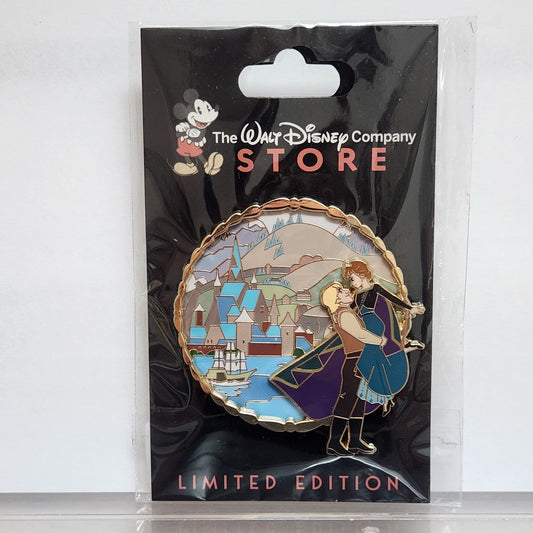 The WALT DISNEY Company
STORE
LIMITED EDITION